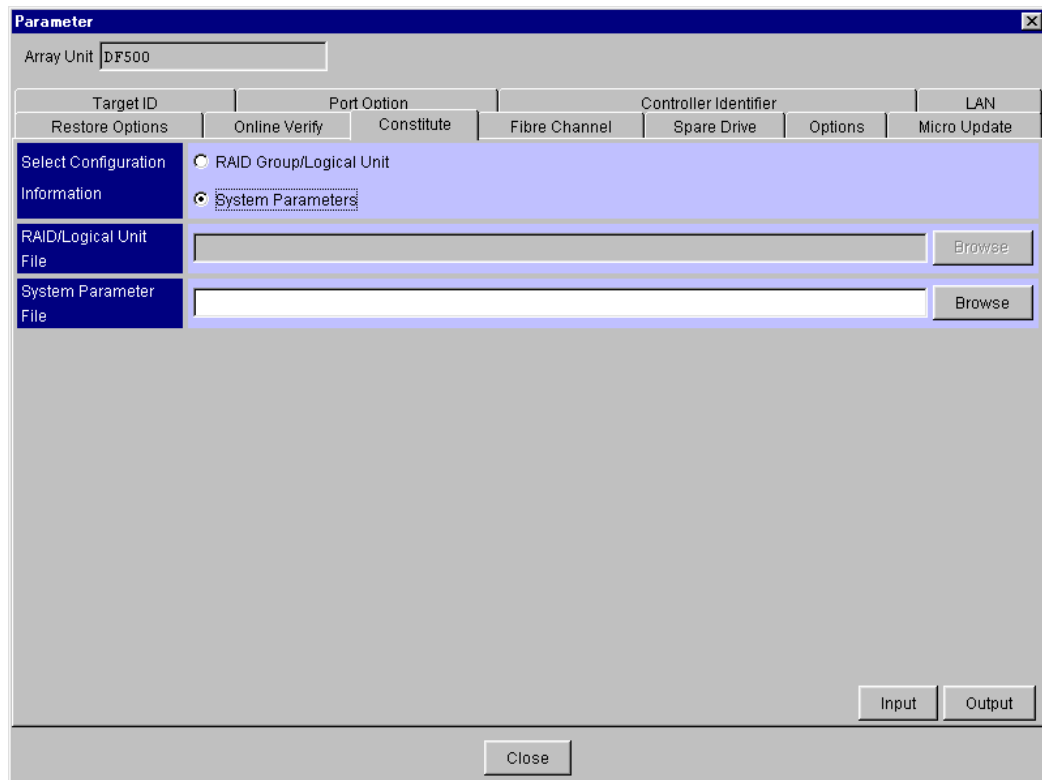 Parameter
Array Unit DF500
Target ID Port Option Controller Identifier LAN
Restore Options Online Verify Constitute Fibre Channel Spare Drive Options Micro Update
Select Configuration
Information
RAID Group/Logical Unit
System Parameters
RAID/Logical Unit
File
Browse
System Parameter
File
Browse
Input Output
Close